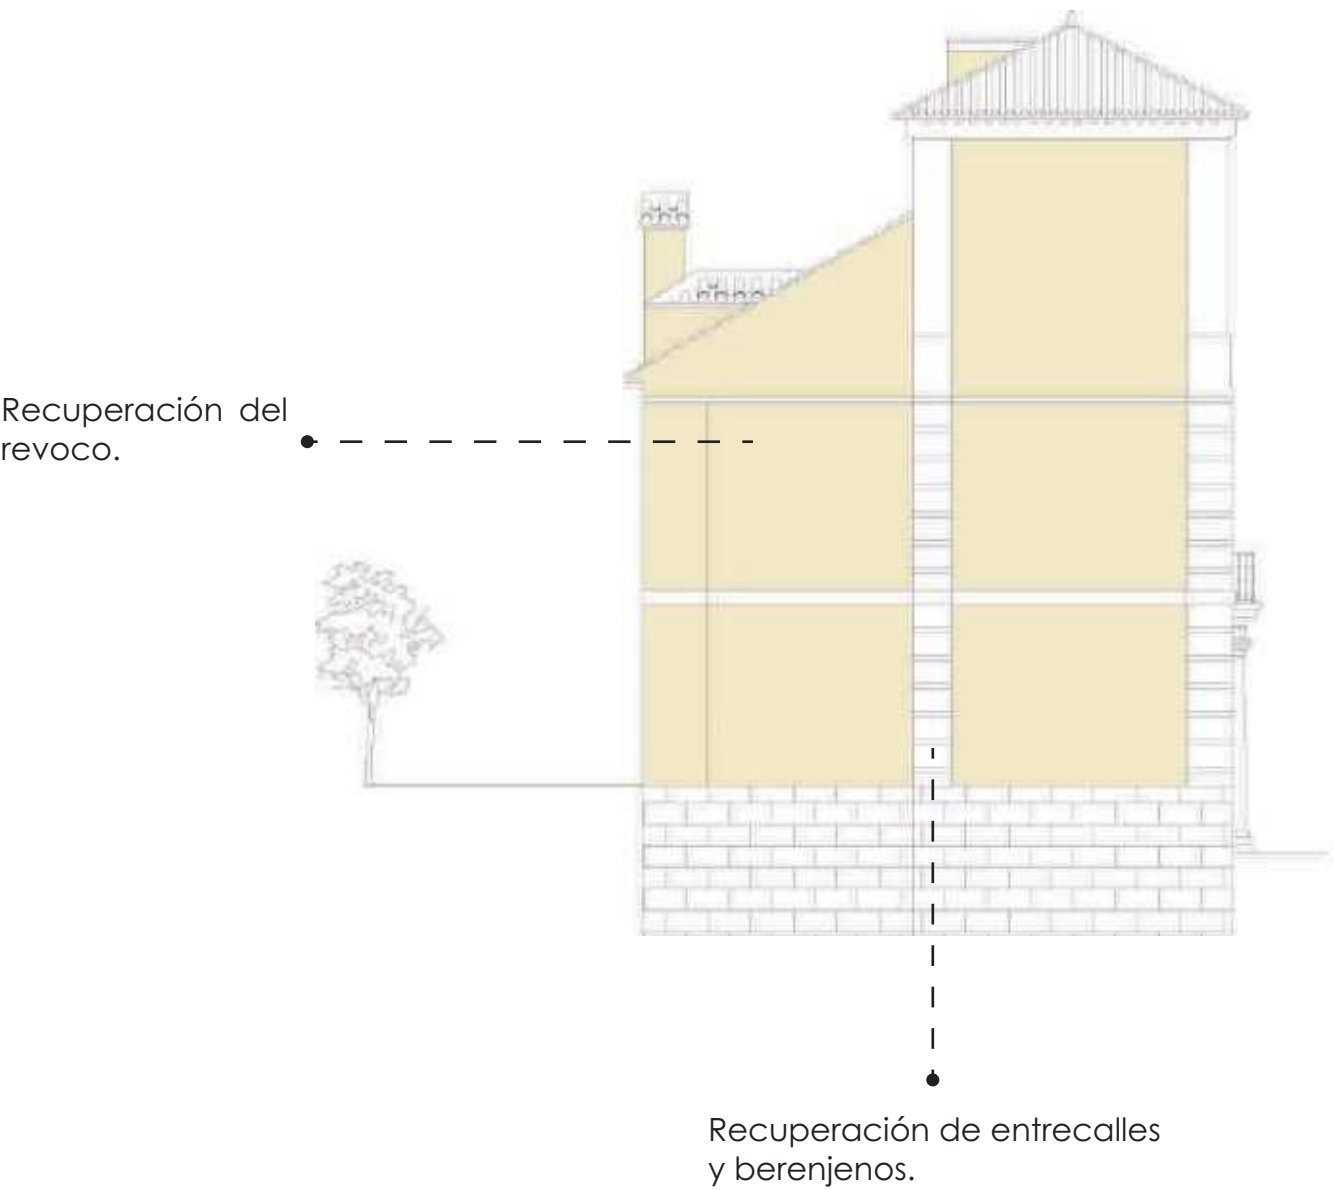 Recuperación del
revoco.
Recuperación de entrecalles
y berenjenos.